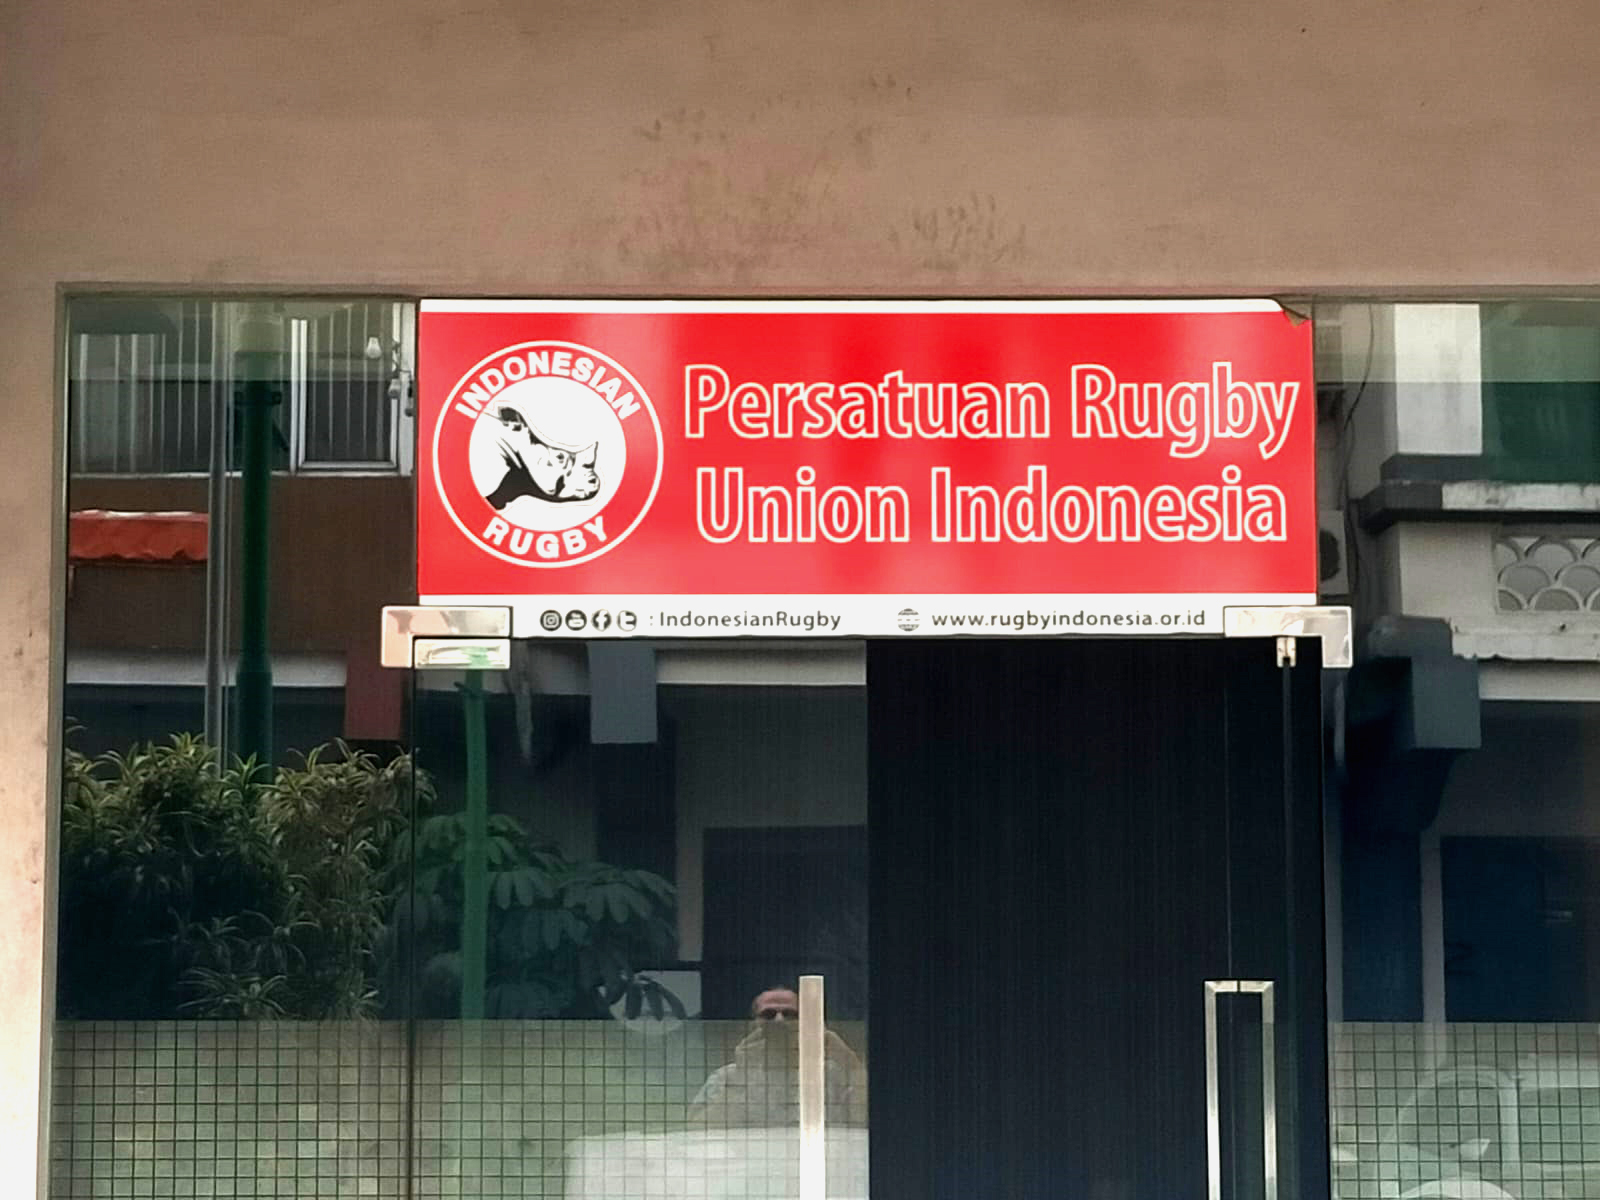 INDONESIAN
RUGBY
Persatuan Rugby
Union Indonesia
: IndonesianRugby
www.rugbyindonesia.or.id